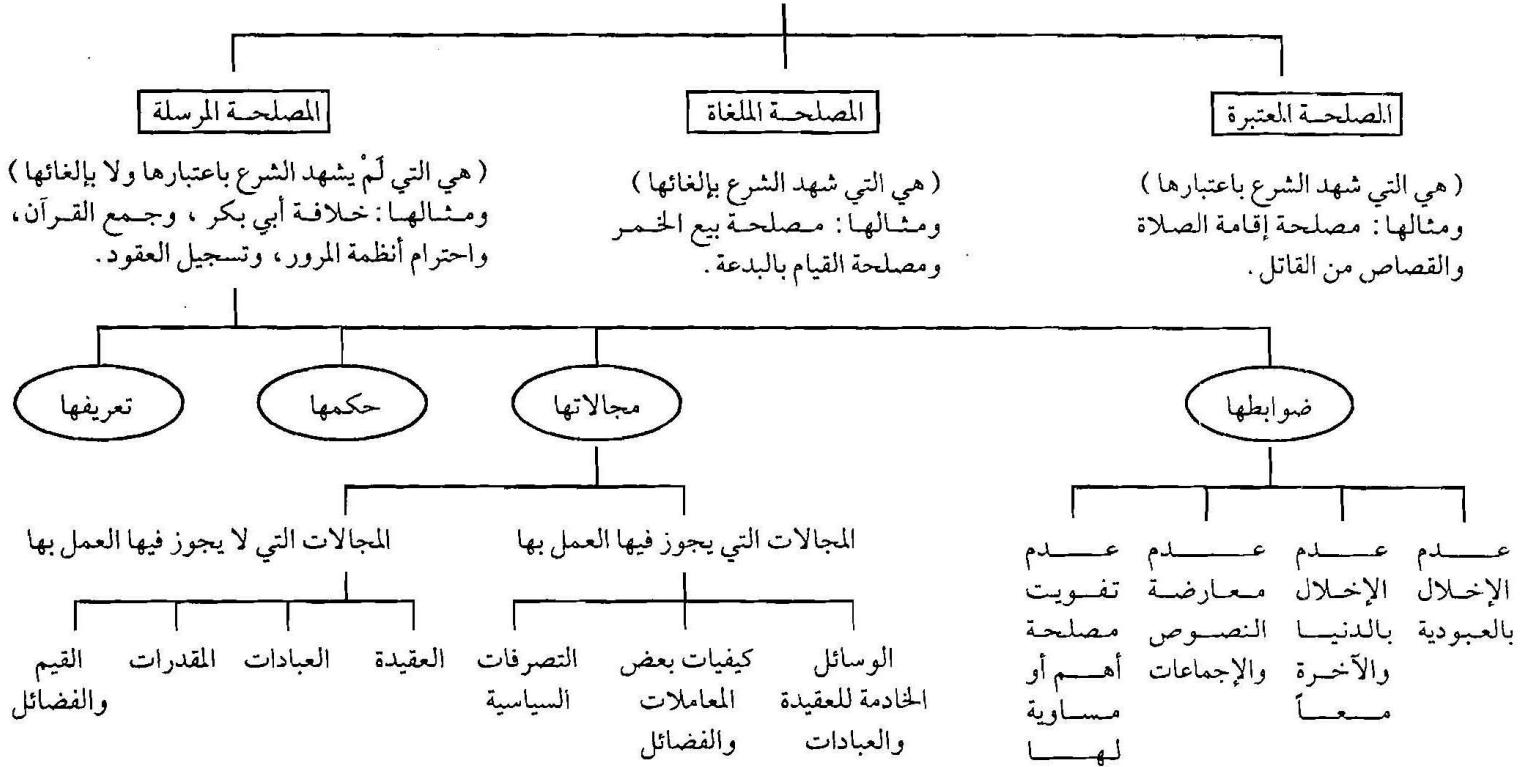 المصلحة المعتبرة
(هي التي شهد الشرع باعتبارها)
ومثالها: مصلحة إقامة الصلاة
والقصاص من القاتل.
المصلحة الملغاة
(هي التي شهد الشرع بإلغائها)
ومثالها: مصلحة بيع الخمر
ومصلحة القيام بالبدعة.
المصلحة المرسلة
(هي التي لَمْ يشهد الشرع باعتبارها ولا بإلغائها)
ومثالها: خلافة أبي بكر، وجمع القرآن،
واحترام أنظمة المرور، وتسجيل العقود.
ضوابطها
مجالاتها
حكمها
تعريفها
عدم
الإخلال
بالعبودية
عدم
الإخلال
بالدنيا
والآخرة
معاً
عدم
معارضة
النصوص
والإجماعات
عدم
تفويت
مصلحة
أهم أو
مساوية
لها
المجالات التي يجوز فيها العمل بها
الوسائل
الخادمة للعقيدة
والعبادات
كيفيات بعض
المعاملات
والفضائل
التصرفات
السياسية
المجالات التي لا يجوز فيها العمل بها
العقيدة
العبادات
المقدرات
القيم
والفضائل